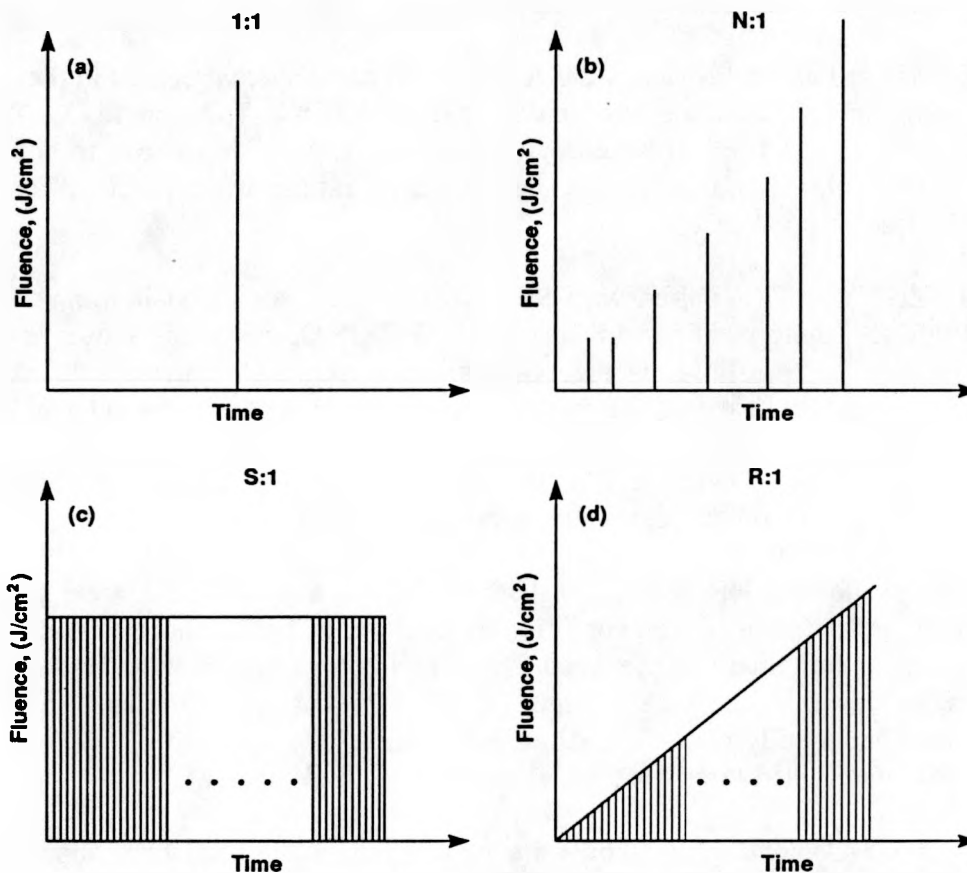 1:1
(a)
Fluence, (J/cm²)
Time
N:1
(b)
Fluence, (J/cm²)
Time
S:1
(c)
Fluence, (J/cm²)
Time
R:1
(d)
Fluence, (J/cm²)
Time